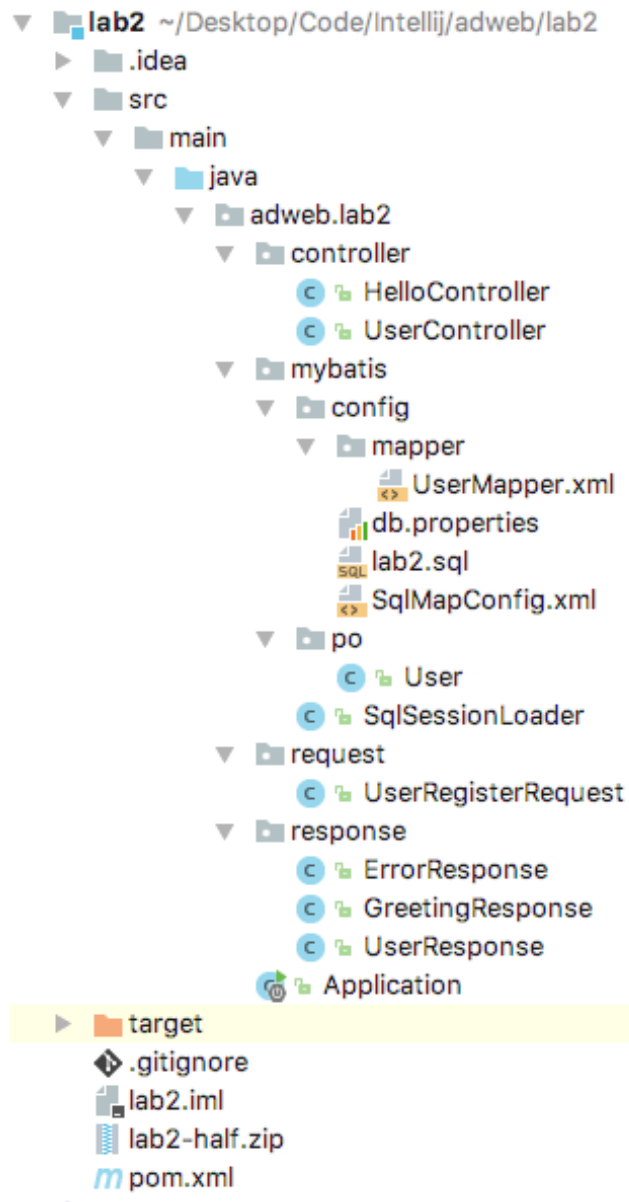 lab2 ~/Desktop/Code/Intellij/adweb/lab2
.idea
src
main
java
adweb.lab2
controller
C HelloController
C UserController
mybatis
config
mapper
<> UserMapper.xml
db.properties
SQL lab2.sql
<> SqlMapConfig.xml
po
C User
C SqlSessionLoader
request
C UserRegisterRequest
response
C ErrorResponse
C GreetingResponse
C UserResponse
C Application
target
.gitignore
lab2.iml
lab2-half.zip
m pom.xml